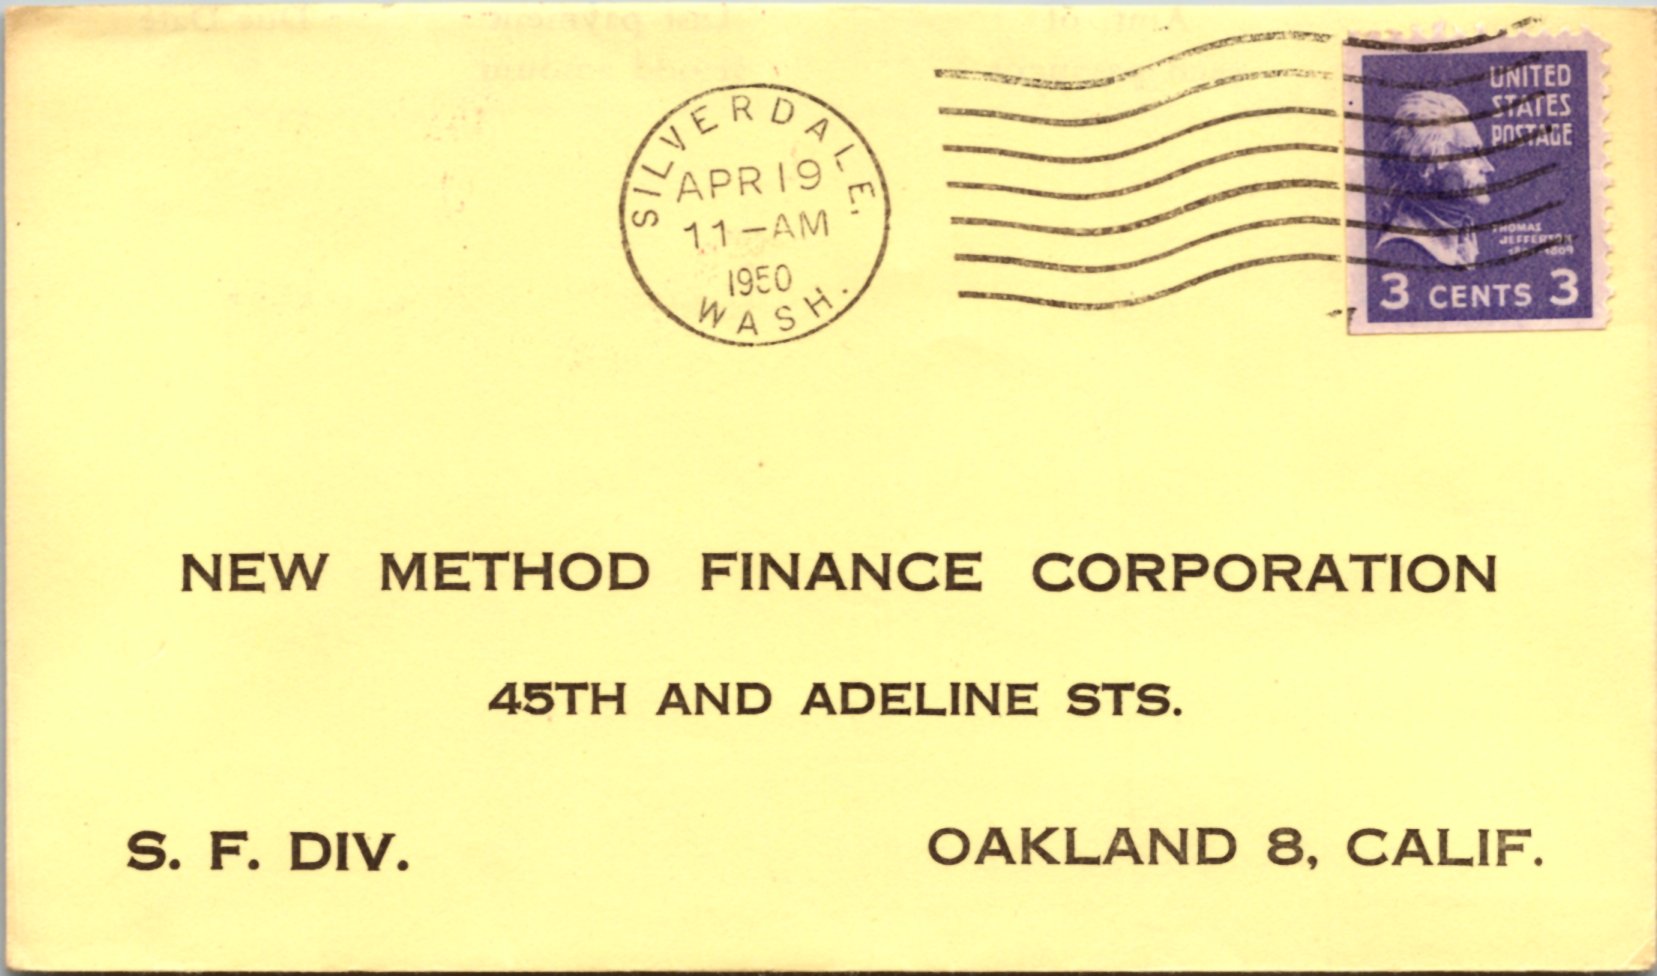 SILVERDALE,
APR 19
11-AM
1950
WASH.
UNITED
STATES
POSTAGE
THOMAS
JEFFERSON
3 CENTS 3
NEW METHOD FINANCE CORPORATION
45TH AND ADELINE STS.
S. F. DIV.
OAKLAND 8, CALIF.